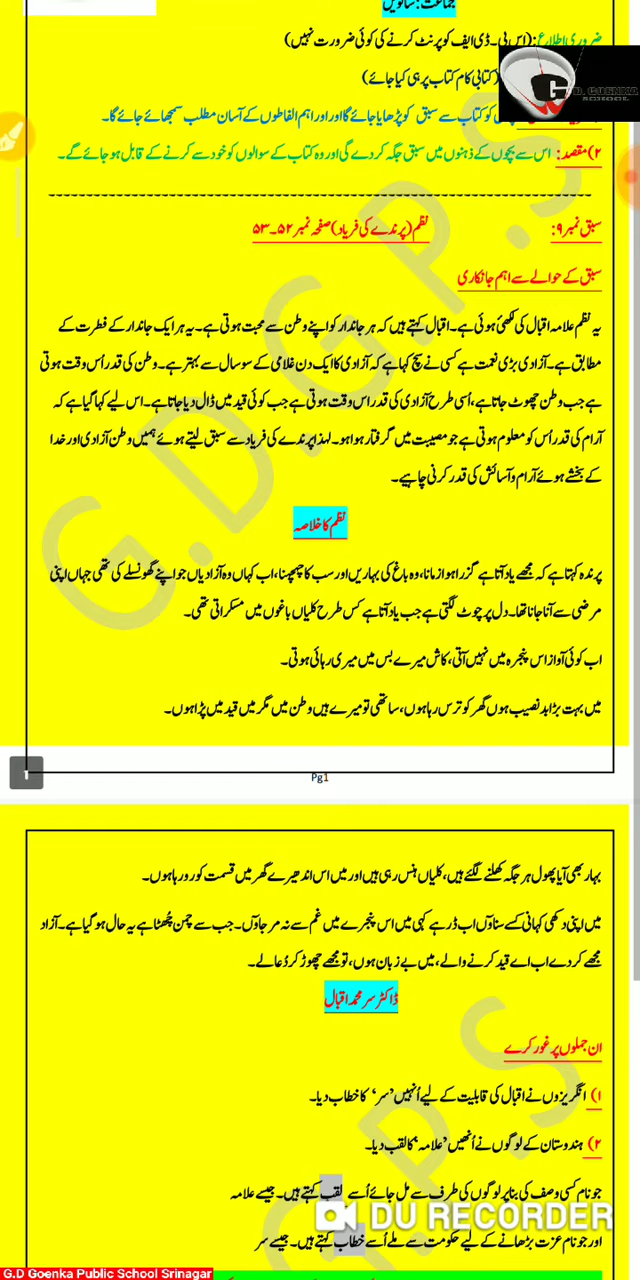 جماعت: ساتویں
ضروری اطلاع: (اس پی۔ ڈی ایف کو پرنٹ کرنے کی کوئی ضرورت نہیں)
(کتابی کام کتاب پر ہی کیا جائے)
G.D. GOENKA
SCHOOL
کو کتاب سے سبق کو پڑھایا جائے گا اور اور اہم الفاطوں کے آسان مطلب سمجھائے جائے گا۔
۲) مقصد: اس سے بچوں کے ذہنوں میں سبق جگہ کر دے گی اور وہ کتاب کے سوالوں کو خود سے کرنے کے قابل ہو جائے گے۔
سبق نمبر ۹: نظم (پرندے کی فریاد) صفحہ نمبر ۵۲۔۵۳
سبق کے حوالے سے اہم جانکاری
یہ نظم علامہ اقبال کی لکھئ ہوئی ہے۔ اقبال کہتے ہیں کہ ہر جاندار کو اپنے وطن سے محبت ہوتی ہے۔ یہ ہر ایک جاندار کے فطرت کے
مطابق ہے۔ آزادی بڑی نعمت ہے کسی نے سچ کہا ہے کہ آزادی کا ایک دن غلامی کے سو سال سے بہتر ہے۔ وطن کی قدر اُس وقت ہوتی
ہے جب وطن چھوٹ جاتا ہے، اُسی طرح آزادی کی قدر اس وقت ہوتی ہے جب کوئی قید میں ڈال دیا جاتا ہے۔ اس لیے کہا گیا ہے کہ
آرام کی قدر اُس کو معلوم ہوتی ہے جو مصیبت میں گرفتار ہوا ہو۔ لہذا پرندے کی فریاد سے سبق لیتے ہوئے ہمیں وطن آزادی اور خدا
کے بخشے ہوئے آرام و آسائش کی قدر کرنی چاہیے۔
نظم کا خلاصہ
پرندہ کہتا ہے کہ مجھے یاد آتا ہے گزرا ہوا زمانا، وہ باغ کی بہاریں اور سب کا چہچہنا، اب کہاں وہ آزادیاں جو اپنے گھونسلے کی تھی جہاں اپنی
مرضی سے آنا جانا تھا۔ دل پر چوٹ لگتی ہے جب یاد آتا ہے کس طرح کلیاں باغوں میں مسکراتی تھی۔
اب کوئی آواز اس پنجرہ میں نہیں آتی، کاش میرے بس میں میری رہائی ہوتی۔
میں بہت بڑا بد نصیب ہوں گھر کو ترس رہا ہوں، ساتھی تو میرے ہیں وطن میں مگر میں قید میں پڑا ہوں۔
1
Pg1
بہار بھی آیا پھول ہر جگہ کھلنے لگئے ہیں، کلیاں ہنس رہی ہیں اور میں اس اندھیرے گھر میں قسمت کو رو رہا ہوں۔
میں اپنی دکھی کہانی کسے سناوں اب ڈر ہے کہی میں اس پنجرے میں غم سے نہ مر جاوں۔ جب سے چمن چُھٹا ہے یہ حال ہو گیا ہے۔ آزاد
مجھے کر دے اب اے قید کرنے والے، میں بے زبان ہوں، تو مجھے چھوڑ کر دُعا لے۔
ڈاکٹر سر محمد اقبال
ان جملوں پر غور کرے
۱) انگریزوں نے اقبال کی قابلیت کے لیے اُنہیں 'سر' کا خطاب دیا۔
۲) ہندوستان کے لوگوں نے اُنھیں 'علامہ' کا لقب دیا۔
جو نام کسی وصف کی بنا پر لوگوں کی طرف سے مل جائے اُسے لقب کہتے ہیں۔ جیسے علامہ
DU RECORDER
اور جو نام عزت بڑھانے کے لیے حکومت سے ملے اُسے خطاب کہتے ہیں۔ جیسے سر
G.D Goenka Public School Srinagar
G.D.G.P.S